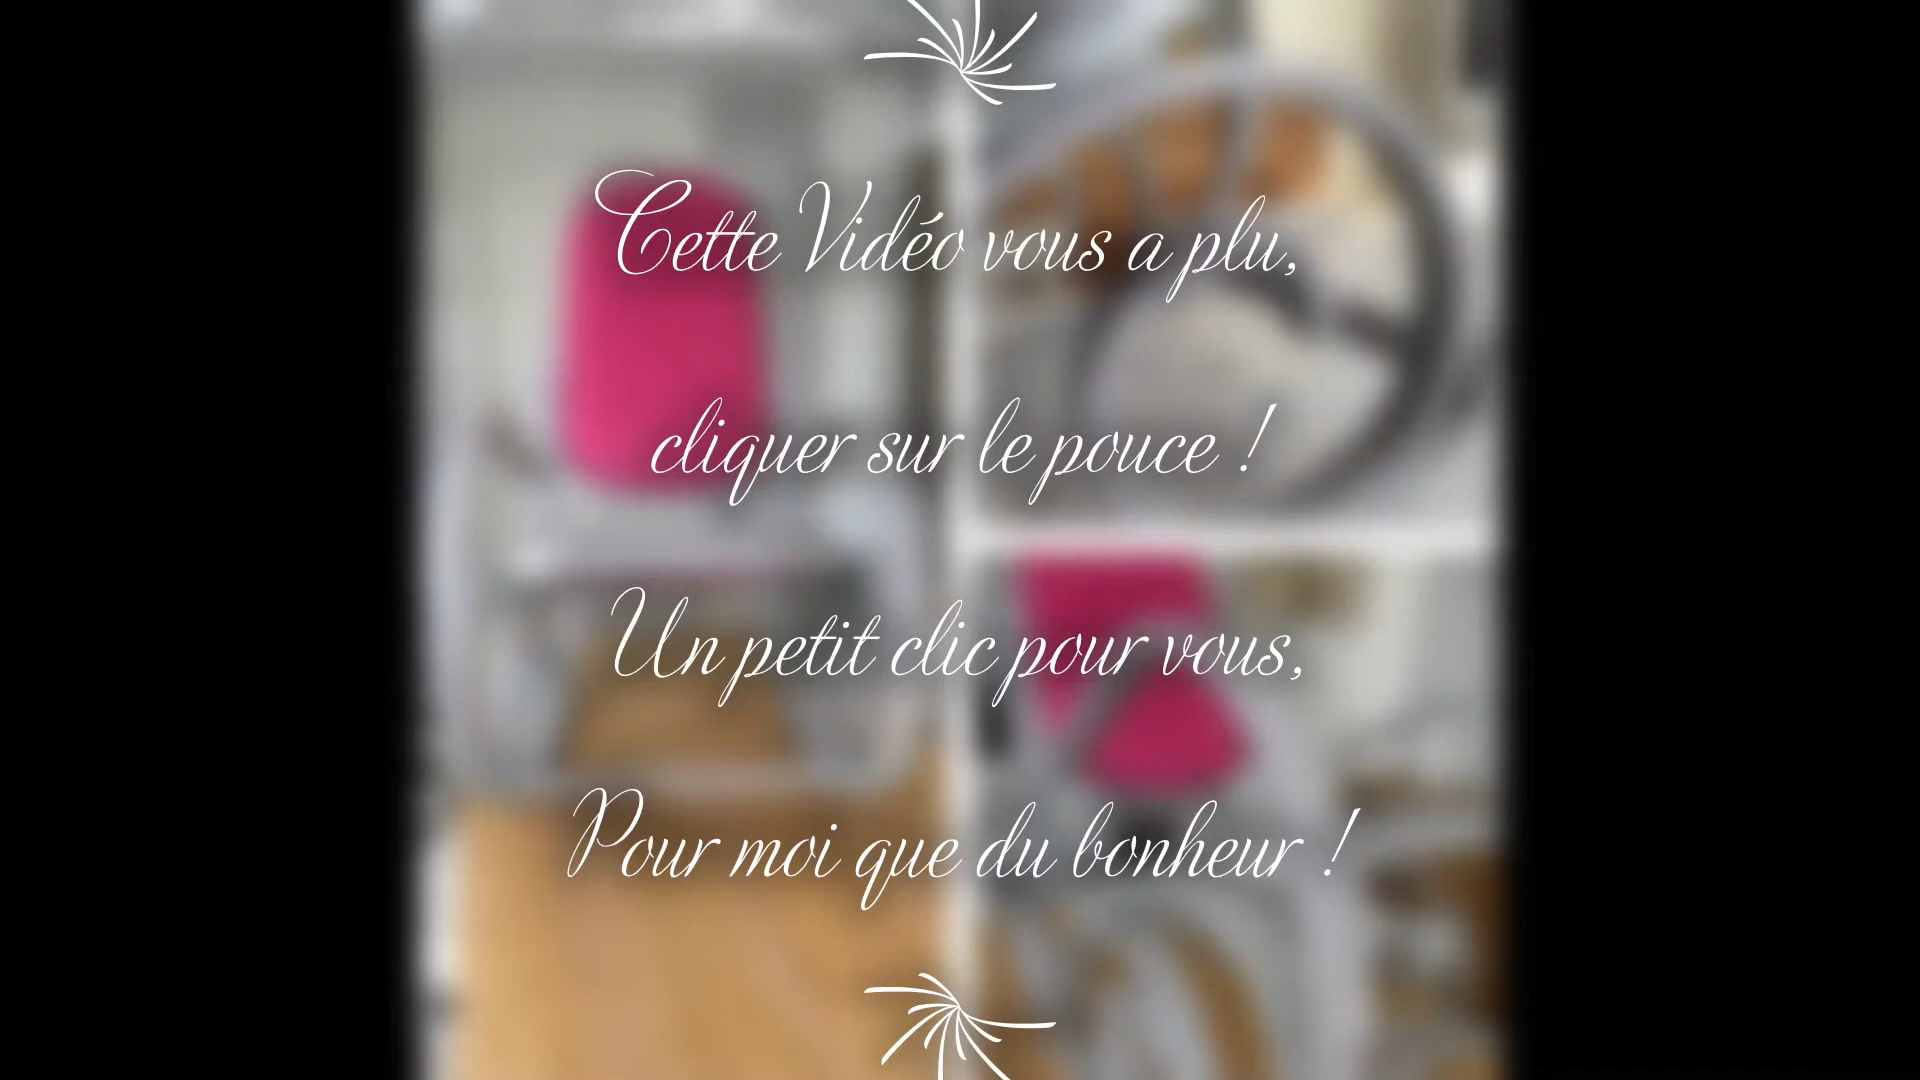 Cette Vidéo vous a plu,
cliquer sur le pouce !
Un petit clic pour vous,
Pour moi que du bonheur !